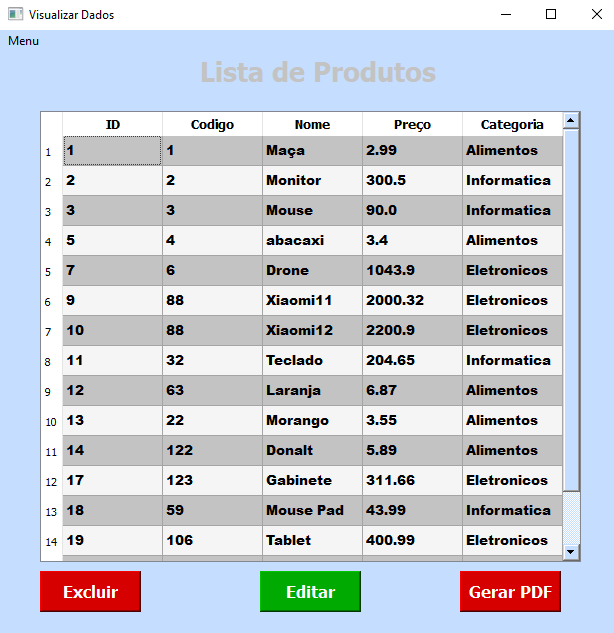 Visualizar Dados
Menu
Lista de Produtos
ID Codigo Nome Preço Categoria
1 1 1 Maça 2.99 Alimentos
2 2 2 Monitor 300.5 Informatica
3 3 3 Mouse 90.0 Informatica
4 5 4 abacaxi 3.4 Alimentos
5 7 6 Drone 1043.9 Eletronicos
6 9 88 Xiaomi11 2000.32 Eletronicos
7 10 88 Xiaomi12 2200.9 Eletronicos
8 11 32 Teclado 204.65 Informatica
9 12 63 Laranja 6.87 Alimentos
10 13 22 Morango 3.55 Alimentos
11 14 122 Donalt 5.89 Alimentos
12 17 123 Gabinete 311.66 Eletronicos
13 18 59 Mouse Pad 43.99 Informatica
14 19 106 Tablet 400.99 Eletronicos
Excluir Editar Gerar PDF